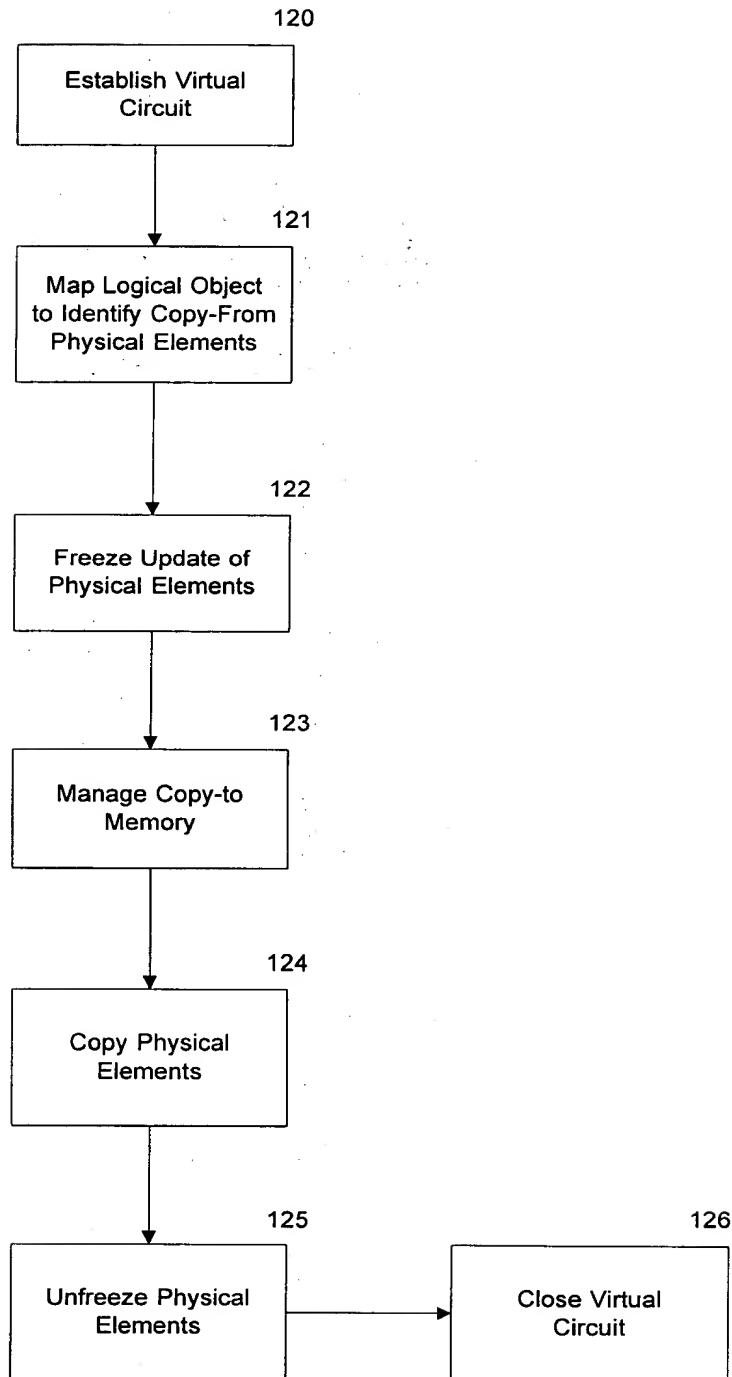 120
Establish Virtual
Circuit
121
Map Logical Object
to Identify Copy-From
Physical Elements
122
Freeze Update of
Physical Elements
123
Manage Copy-to
Memory
124
Copy Physical
Elements
125
Unfreeze Physical
Elements
126
Close Virtual
Circuit